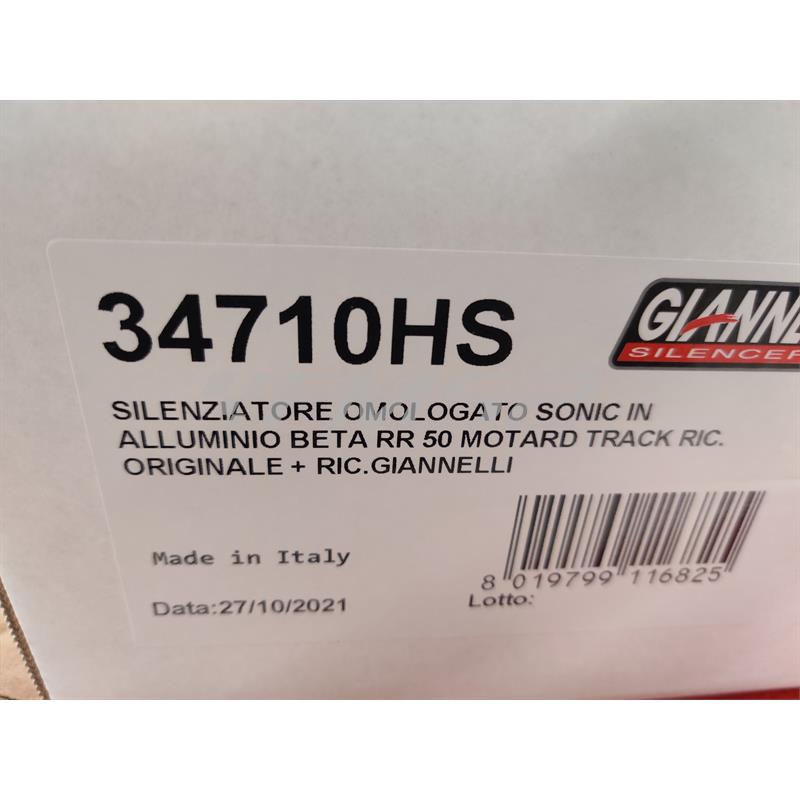 34710HS
GIANNE
SILENCER
SILENZIATORE OMOLOGATO SONIC IN
ALLUMINIO BETA RR 50 MOTARD TRACK RIC.
ORIGINALE + RIC.GIANNELLI
Made in Italy
8 019799 116825
Data:27/10/2021
Lotto: